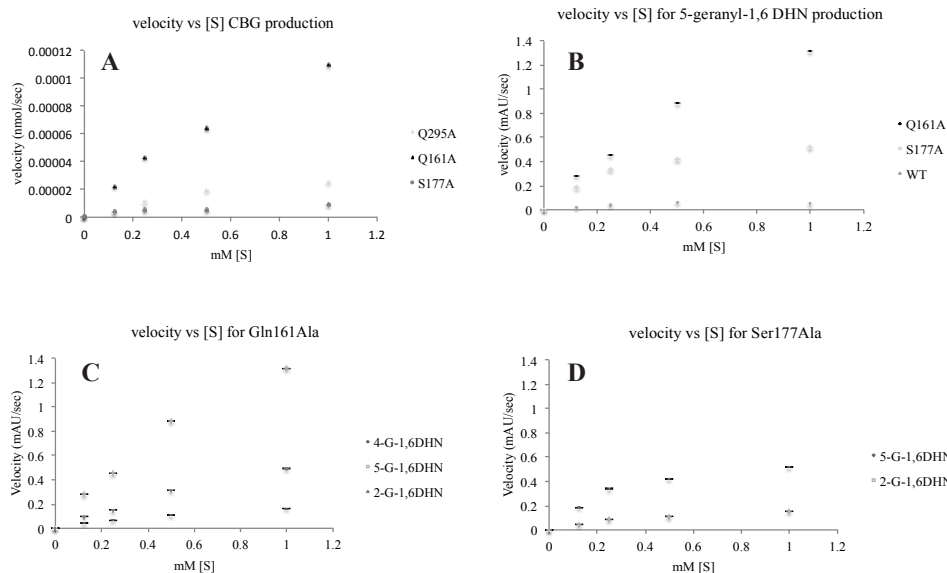 velocity vs [S] CBG production
A
velocity (nmol/sec)
0.00012
0.0001
0.00008
0.00006
0.00004
0.00002
0
0 0.2 0.4 0.6 0.8 1 1.2
mM [S]
Q295A
Q161A
S177A
velocity vs [S] for 5-geranyl-1,6 DHN production
B
velocity (mAU/sec)
1.4
1.2
1
0.8
0.6
0.4
0.2
0
0 0.2 0.4 0.6 0.8 1 1.2
mM [S]
Q161A
S177A
WT
velocity vs [S] for Gln161Ala
C
Velocity (mAU/sec)
1.4
1.2
1
0.8
0.6
0.4
0.2
0
0 0.2 0.4 0.6 0.8 1 1.2
mM [S]
4-G-1,6DHN
5-G-1,6DHN
2-G-1,6DHN
velocity vs [S] for Ser177Ala
D
Velocity (mAU/sec)
1.4
1.2
1
0.8
0.6
0.4
0.2
0
0 0.2 0.4 0.6 0.8 1 1.2
mM [S]
5-G-1,6DHN
2-G-1,6DHN